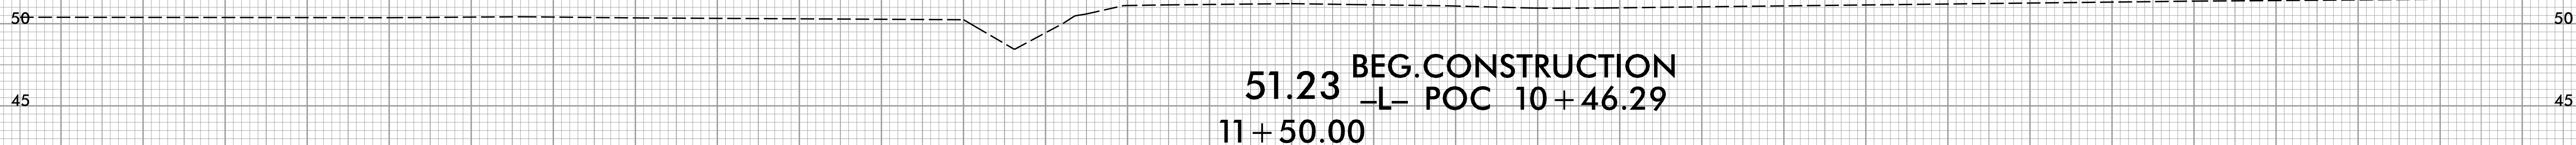 50 50
BEG. CONSTRUCTION
51.23
-L- POC 10+46.29
45 45
11+50.00